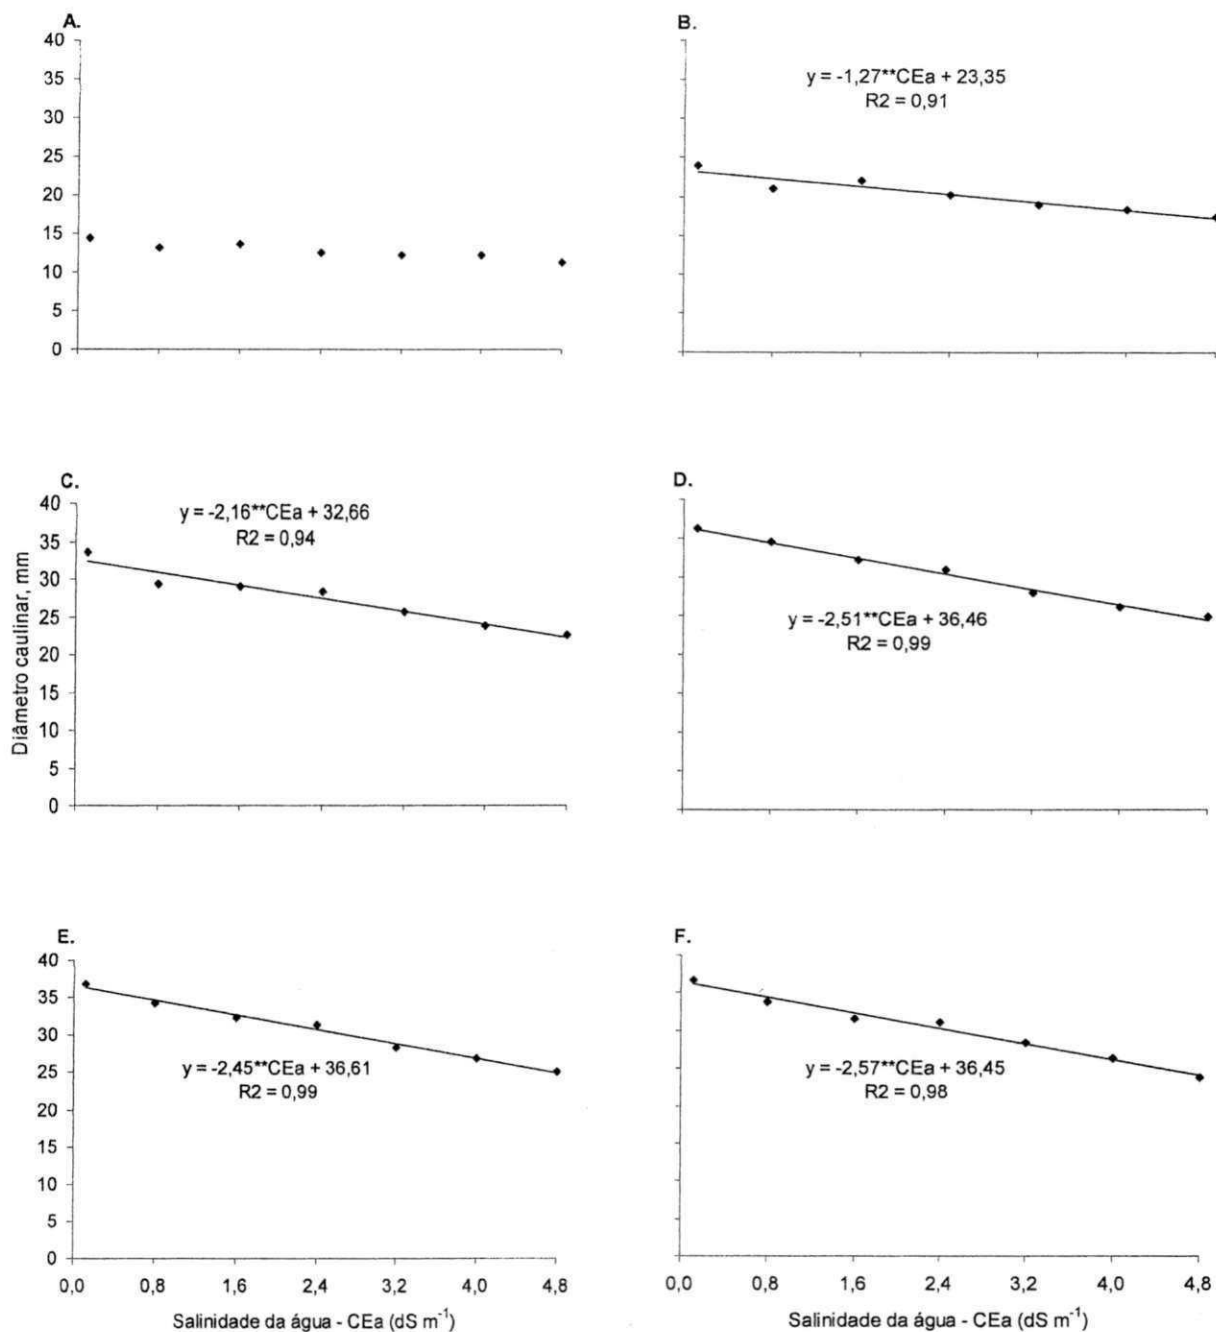 A.
40
35
30
25
20
15
10
5
0
B.
y = -1,27**CEa + 23,35
R2 = 0,91
C.
40
35
30
25
20
15
10
5
0
Diâmetro caulinar, mm
y = -2,16**CEa + 32,66
R2 = 0,94
D.
y = -2,51**CEa + 36,46
R2 = 0,99
E.
40
35
30
25
20
15
10
5
0
y = -2,45**CEa + 36,61
R2 = 0,99
0,0 0,8 1,6 2,4 3,2 4,0 4,8
Salinidade da água - CEa (dS m⁻¹)
F.
y = -2,57**CEa + 36,45
R2 = 0,98
0,0 0,8 1,6 2,4 3,2 4,0 4,8
Salinidade da água - CEa (dS m⁻¹)